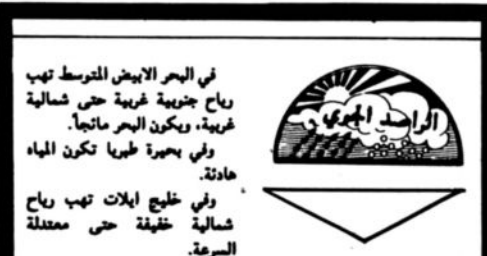 الراصد الجوي
في البحر الابيض المتوسط تهب
رياح جنوبية غربية حتى شمالية
غربية، ويكون البحر مائجاً.
وفي بحيرة طبريا تكون المياه
هادئة.
وفي خليج ايلات تهب رياح
شمالية خفيفة حتى معتدلة
السرعة.